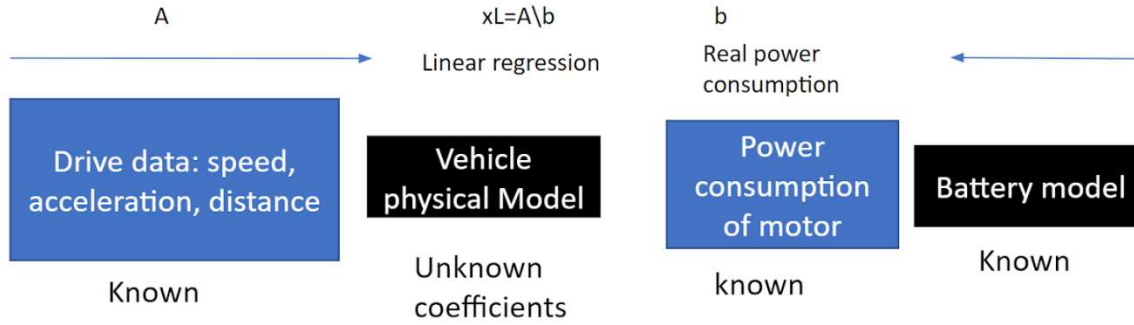 A
xL=A\b
b
Linear regression
Real power
consumption
Drive data: speed,
acceleration, distance
Vehicle
physical Model
Power
consumption
of motor
Battery model
Known
Unknown
coefficients
known
Known